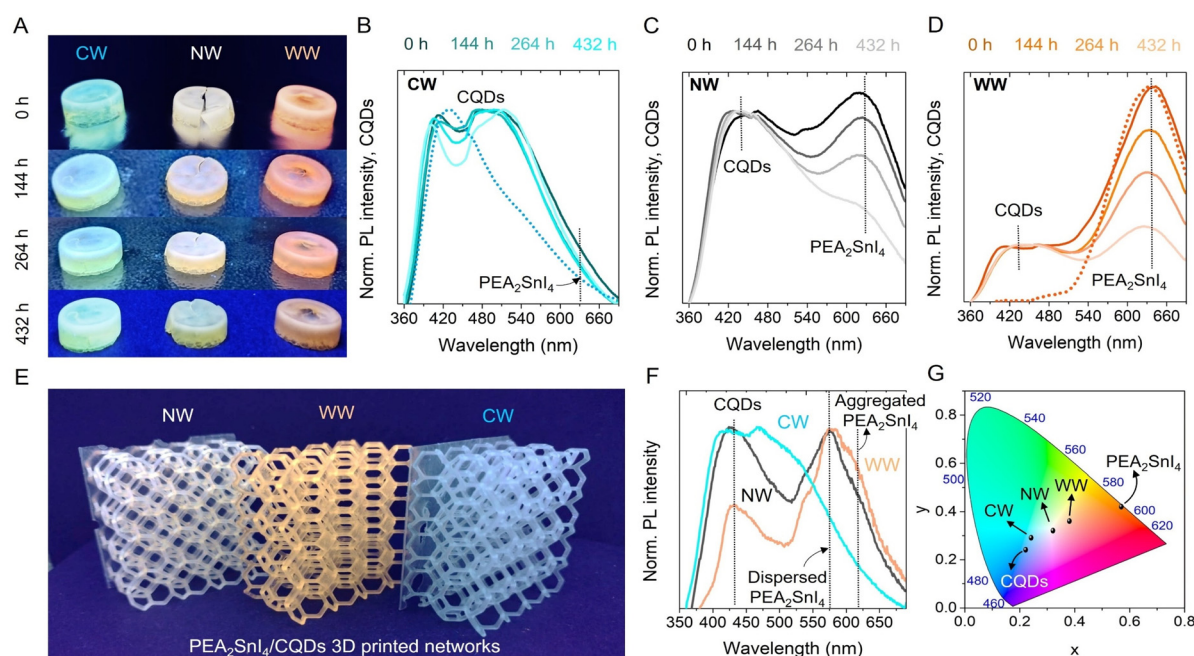 A
CW
NW
WW
0 h
144 h
264 h
432 h
B
0 h 144 h 264 h 432 h
CW
CQDs
PEA₂SnI₄
Norm. PL intensity, CQDs
360 420 480 540 600 660
Wavelength (nm)
C
0 h 144 h 264 h 432 h
NW
CQDs
PEA₂SnI₄
Norm. PL intensity, CQDs
360 420 480 540 600 660
Wavelength (nm)
D
0 h 144 h 264 h 432 h
WW
CQDs
PEA₂SnI₄
Norm. PL intensity, CQDs
360 420 480 540 600 660
Wavelength (nm)
E
NW
WW
CW
PEA₂SnI₄/CQDs 3D printed networks
F
CQDs
CW
Aggregated
PEA₂SnI₄
WW
NW
Dispersed
PEA₂SnI₄
Norm. PL intensity
350 400 450 500 550 600 650
Wavelength (nm)
G
0.8
0.6
0.4
0.2
0.0
y
520
540
560
500
580
600
620
480
460
PEA₂SnI₄
WW
NW
CW
CQDs
0.0 0.2 0.4 0.6 0.8
x